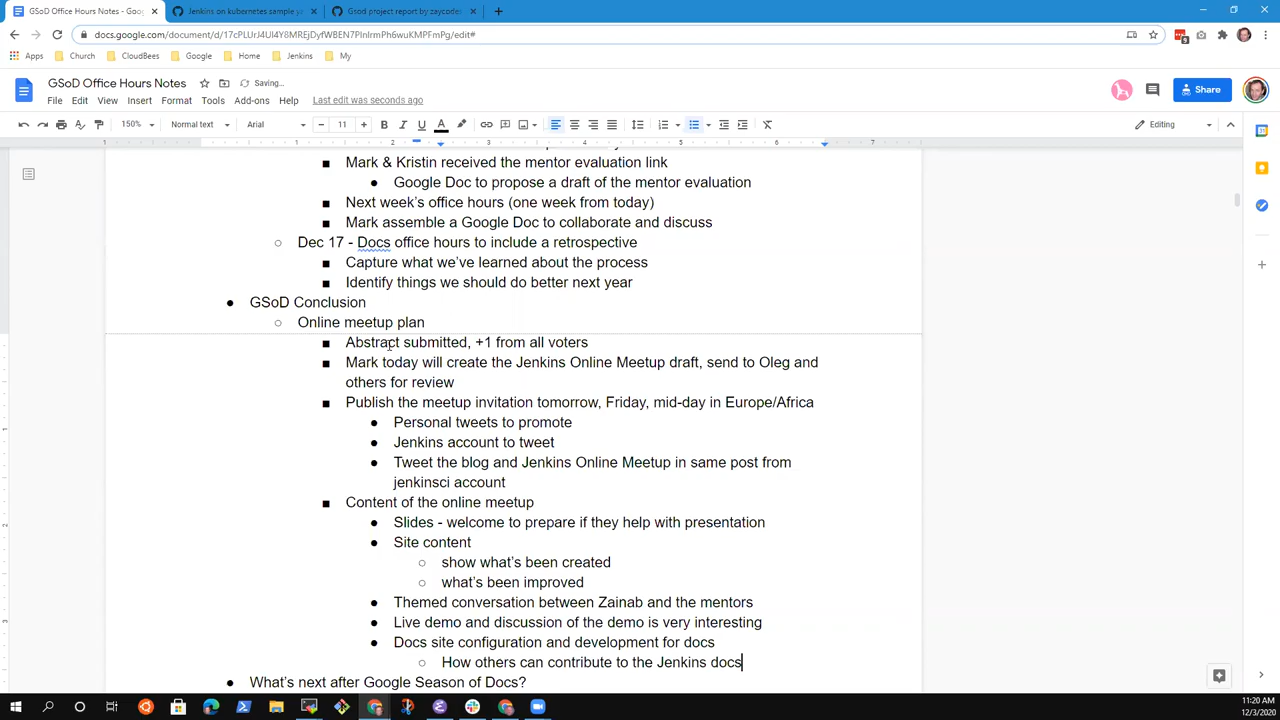 GSoD Office Hours Notes - Goo
Jenkins on kubernetes sample yr
Gsod project report by zaycodes
docs.google.com/document/d/17cPLUrJ4Ul4Y8MREjDyfWBEN7PInlrmPh6wuKMPFmPg/edit#
Apps
Church
CloudBees
Google
Home
Jenkins
My
GSoD Office Hours Notes
Saving...
File Edit View Insert Format Tools Add-ons Help Last edit was seconds ago
Share
150%
Normal text
Arial
11
Editing
1 1 2 3 4 5 6 7
Mark & Kristin received the mentor evaluation link
Google Doc to propose a draft of the mentor evaluation
Next week's office hours (one week from today)
Mark assemble a Google Doc to collaborate and discuss
Dec 17 - Docs office hours to include a retrospective
Capture what we've learned about the process
Identify things we should do better next year
GSoD Conclusion
Online meetup plan
Abstract submitted, +1 from all voters
Mark today will create the Jenkins Online Meetup draft, send to Oleg and
others for review
Publish the meetup invitation tomorrow, Friday, mid-day in Europe/Africa
Personal tweets to promote
Jenkins account to tweet
Tweet the blog and Jenkins Online Meetup in same post from
jenkinsci account
Content of the online meetup
Slides - welcome to prepare if they help with presentation
Site content
show what's been created
what's been improved
Themed conversation between Zainab and the mentors
Live demo and discussion of the demo is very interesting
Docs site configuration and development for docs
How others can contribute to the Jenkins docs
What's next after Google Season of Docs?
11:20 AM
12/3/2020